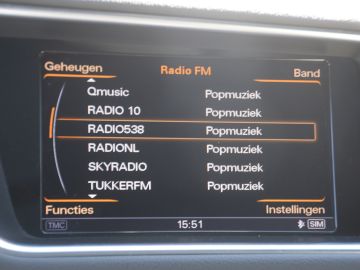 Geheugen Radio FM Band
Qmusic Popmuziek
RADIO 10 Popmuziek
RADIO538 Popmuziek
RADIONL Popmuziek
SKYRADIO Popmuziek
TUKKERFM Popmuziek
Functies Instellingen
TMC 15:51 SIM